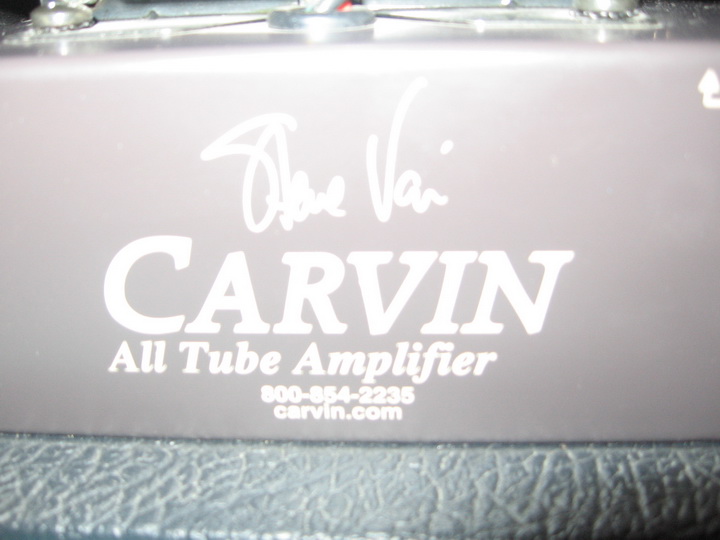 Steve Vai
CARVIN
All Tube Amplifier
800-854-2235
carvin.com